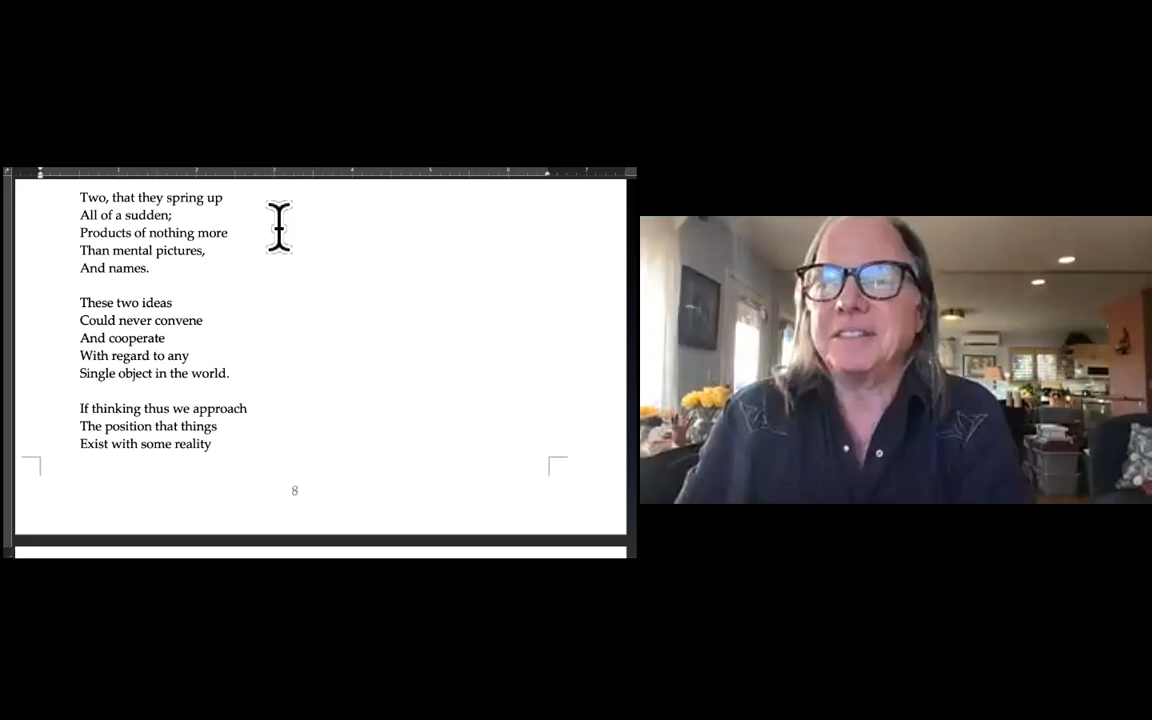 Two, that they spring up
All of a sudden;
Products of nothing more
Than mental pictures,
And names.
These two ideas
Could never convene
And cooperate
With regard to any
Single object in the world.
If thinking thus we approach
The position that things
Exist with some reality
8